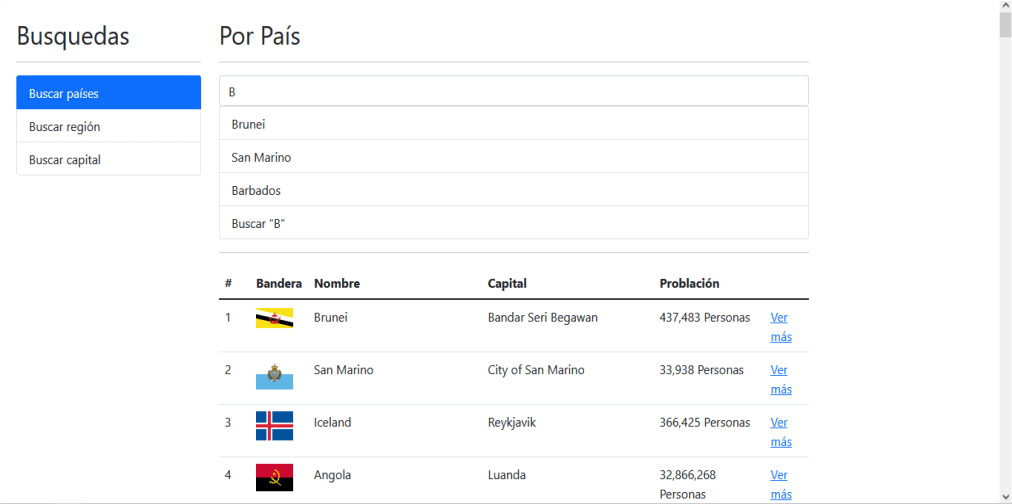 Busquedas
Buscar países
Buscar región
Buscar capital
Por País
B
Brunei
San Marino
Barbados
Buscar "B"
# Bandera Nombre Capital Problación
1 Brunei Bandar Seri Begawan 437,483 Personas Ver más
2 San Marino City of San Marino 33,938 Personas Ver más
3 Iceland Reykjavik 366,425 Personas Ver más
4 Angola Luanda 32,866,268 Personas Ver más